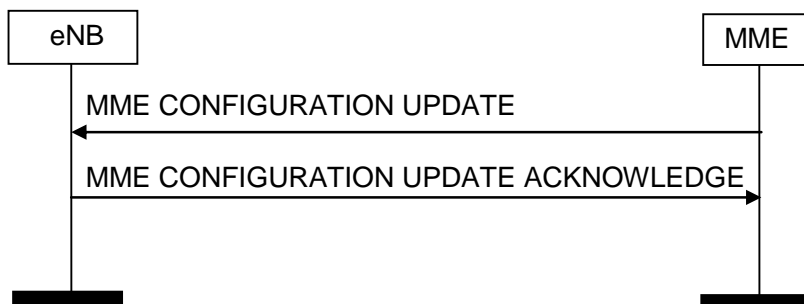 eNB
MME
MME CONFIGURATION UPDATE
MME CONFIGURATION UPDATE ACKNOWLEDGE